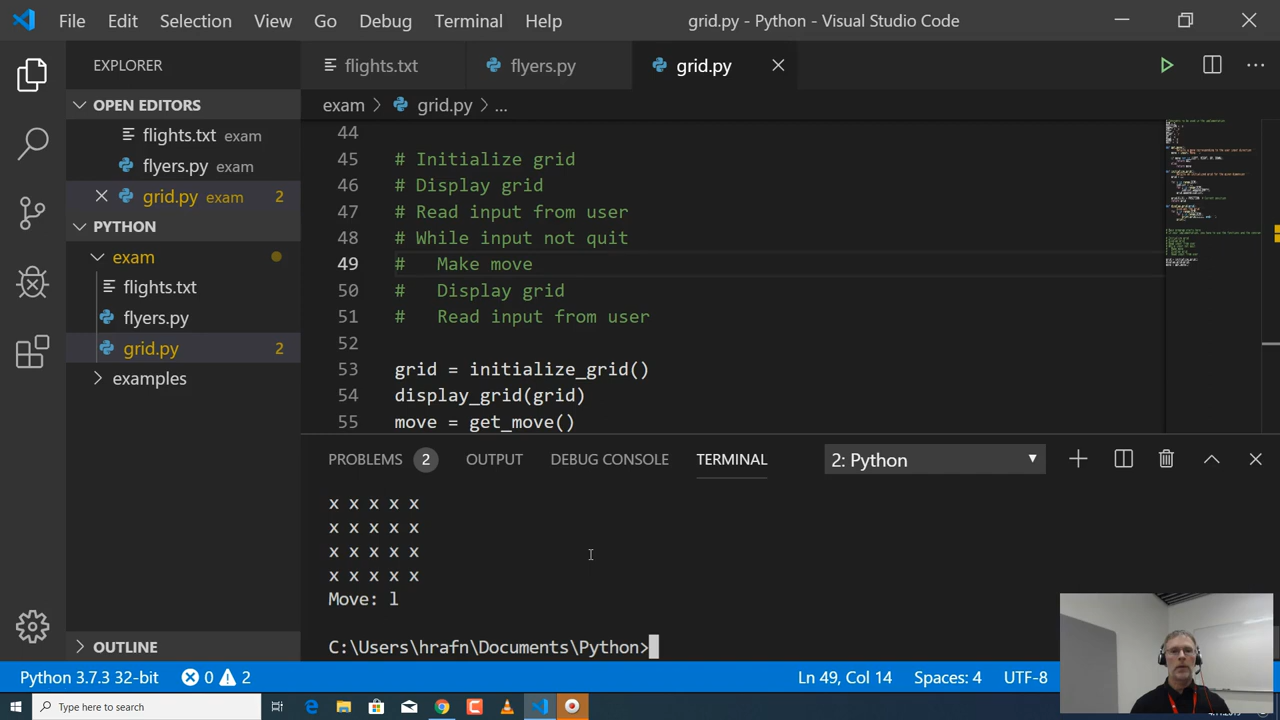 File Edit Selection View Go Debug Terminal Help grid.py - Python - Visual Studio Code
EXPLORER
OPEN EDITORS
flights.txt exam
flyers.py exam
grid.py exam 2
PYTHON
exam
flights.txt
flyers.py
grid.py 2
examples
OUTLINE
flights.txt flyers.py grid.py
exam > grid.py > ...
44
45 # Initialize grid
46 # Display grid
47 # Read input from user
48 # While input not quit
49 #   Make move
50 #   Display grid
51 #   Read input from user
52
53 grid = initialize_grid()
54 display_grid(grid)
55 move = get_move()
PROBLEMS 2 OUTPUT DEBUG CONSOLE TERMINAL 2: Python
x x x x x
x x x x x
x x x x x
x x x x x
Move: l
C:\Users\hrafn\Documents\Python>
Python 3.7.3 32-bit 0 2 Ln 49, Col 14 Spaces: 4 UTF-8
Type here to search